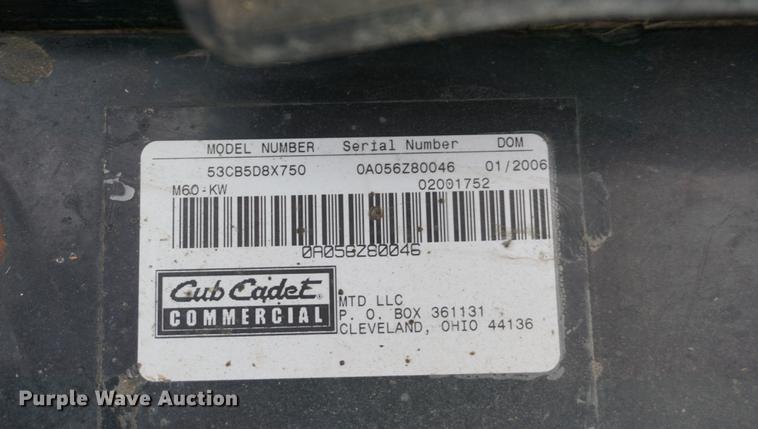 MODEL NUMBER Serial Number DOM
53CB5D8X750 0A056Z80046 01/2006
M60-KW 02001752
0A058Z80046
Cub Cadet®
COMMERCIAL
MTD LLC
P. O. BOX 361131
CLEVELAND, OHIO 44136
Purple Wave Auction